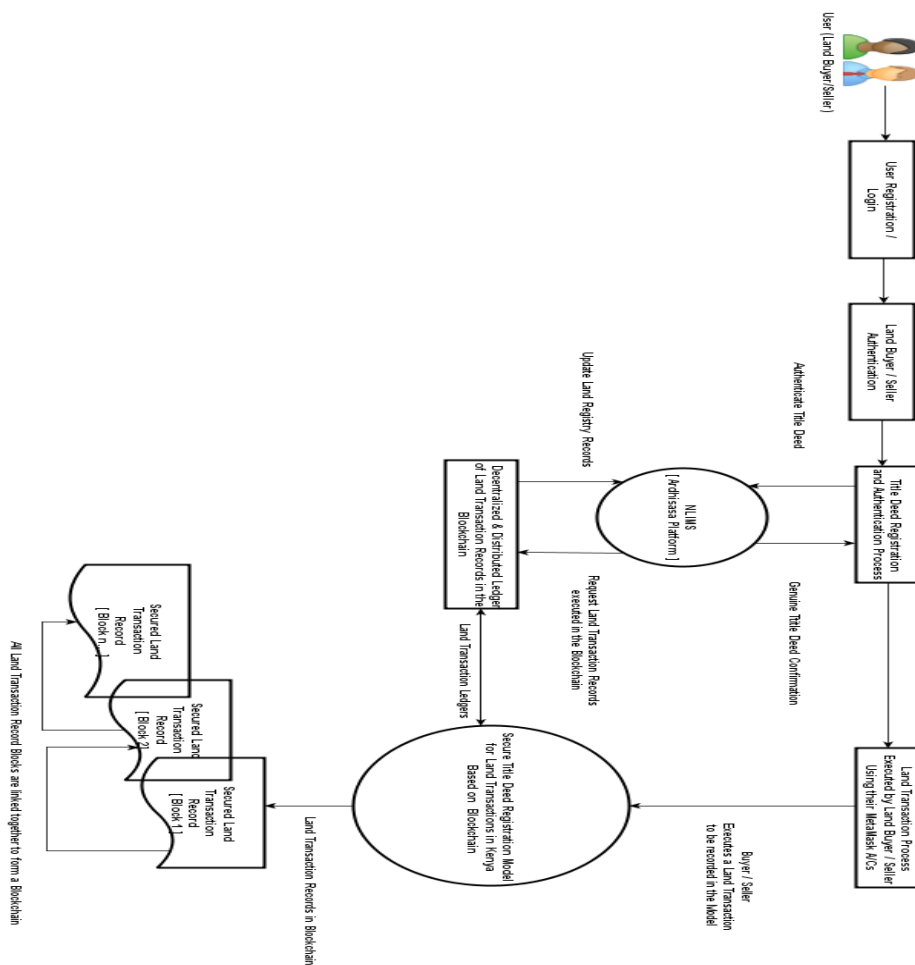 User (Land Buyer/Seller)
User Registration /
Login
Land Buyer / Seller
Authentication
Title Deed Registration
and Authentication Process
Land Transaction Process
Executed by Land Buyer / Seller
Using their MetaMask A/Cs
Authenticate Title Deed
Genuine Title Deed Confirmation
NLIMS
[ Ardhisasa Platform ]
Buyer / Seller
Executes a Land Transaction
to be recorded in the Model
Update Land Registry Records
Request Land Transaction Records
executed in the Blockchain
Decentralized & Distributed Ledger
of Land Transaction Records in the
Blockchain
Land Transaction Ledgers
Secure Title Deed Registration Model
for Land Transactions in Kenya
Based on Blockchain
Land Transaction Records in Blockchain
Secured Land
Transaction
Record
[ Block n... ]
Secured Land
Transaction
Record
[ Block 2]
Secured Land
Transaction
Record
[ Block 1 ]
All Land Transaction Record Blocks are linked together to form a Blockchain